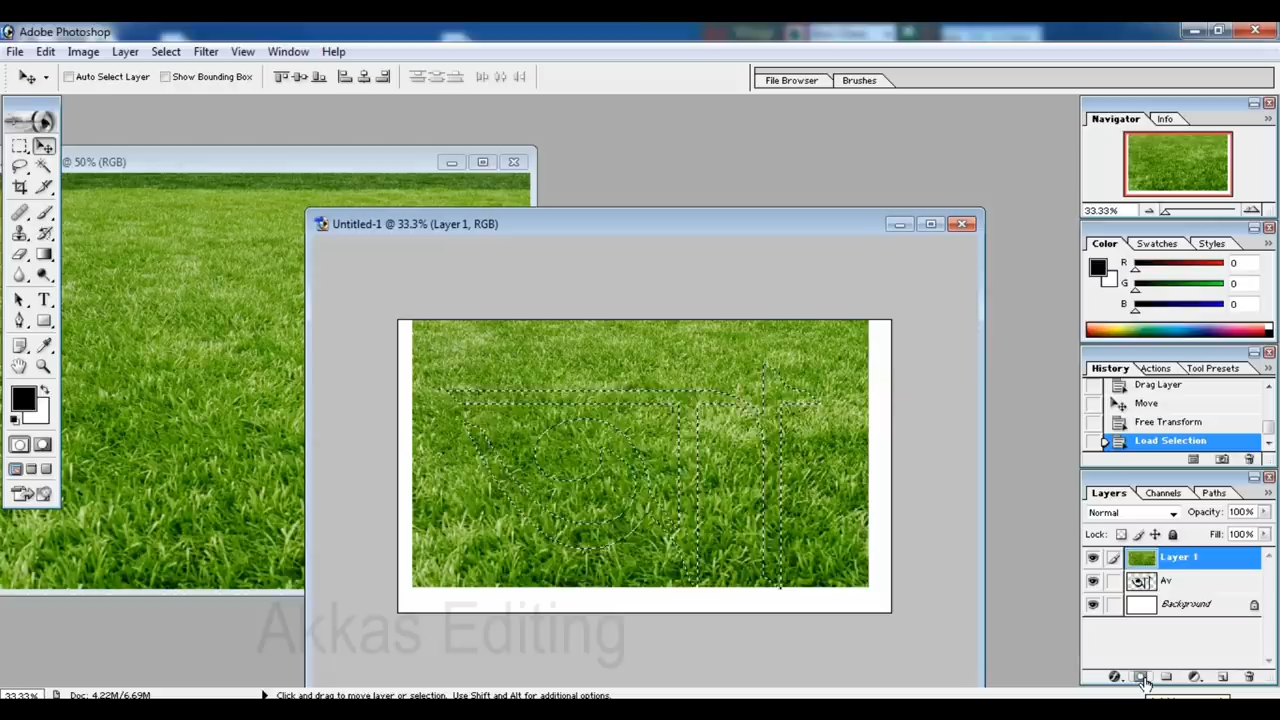 Adobe Photoshop
File Edit Image Layer Select Filter View Window Help
Auto Select Layer Show Bounding Box File Browser Brushes
Navigator Info
@ 50% (RGB)
33.33%
Untitled-1 @ 33.3% (Layer 1, RGB)
Color Swatches Styles
R 0
G 0
B 0
History Actions Tool Presets
Drag Layer
Move
Free Transform
Load Selection
Layers Channels Paths
Normal Opacity: 100%
Lock: Fill: 100%
Layer 1
Av
Background
Akkas Editing
33.33% Doc: 4.22M/6.69M Click and drag to move layer or selection. Use Shift and Alt for additional options.